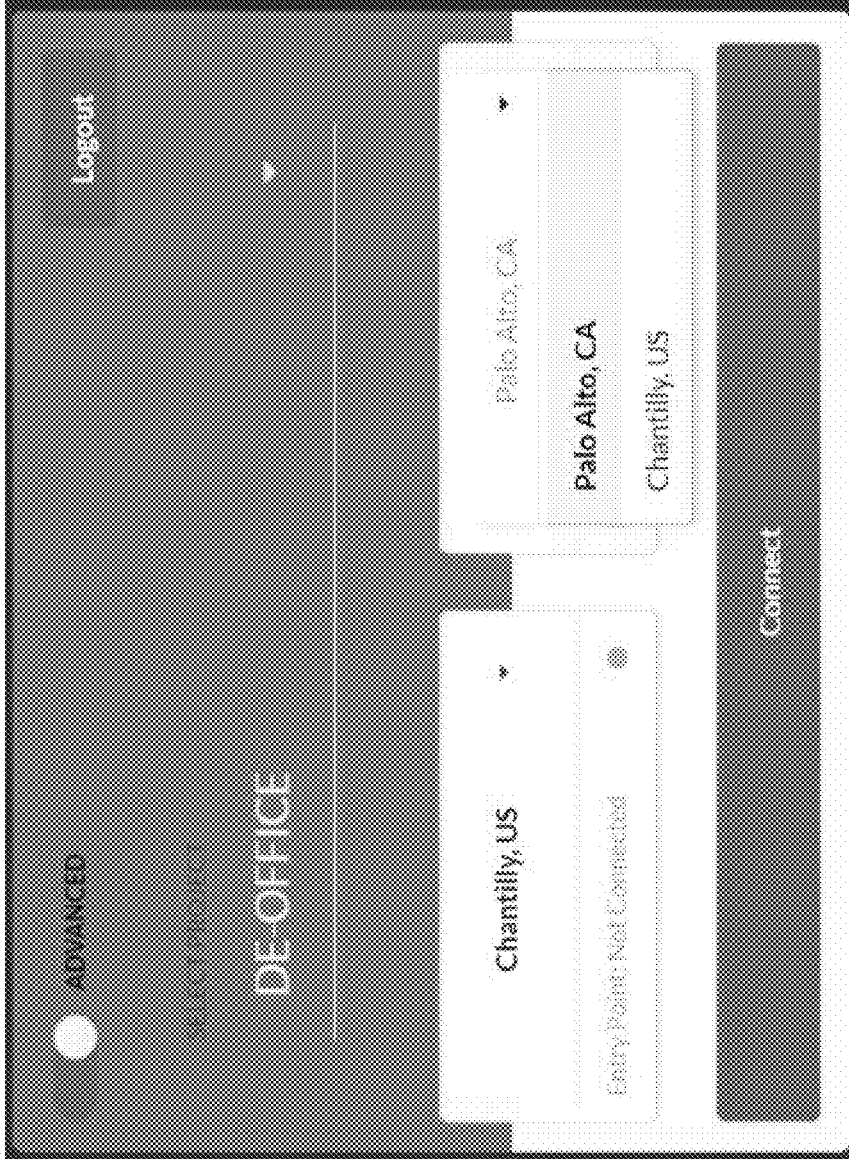 ADVANCED
Logout
DE-OFFICE
Chantilly, US
Entry Point: Not Connected
Palo Alto, CA
Palo Alto, CA
Chantilly, US
Connect